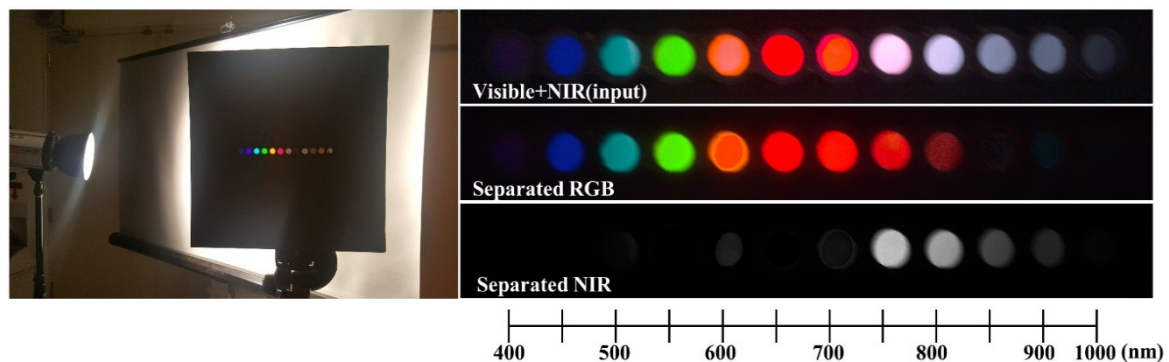 Visible+NIR(input)
Separated RGB
Separated NIR
400 500 600 700 800 900 1000 (nm)